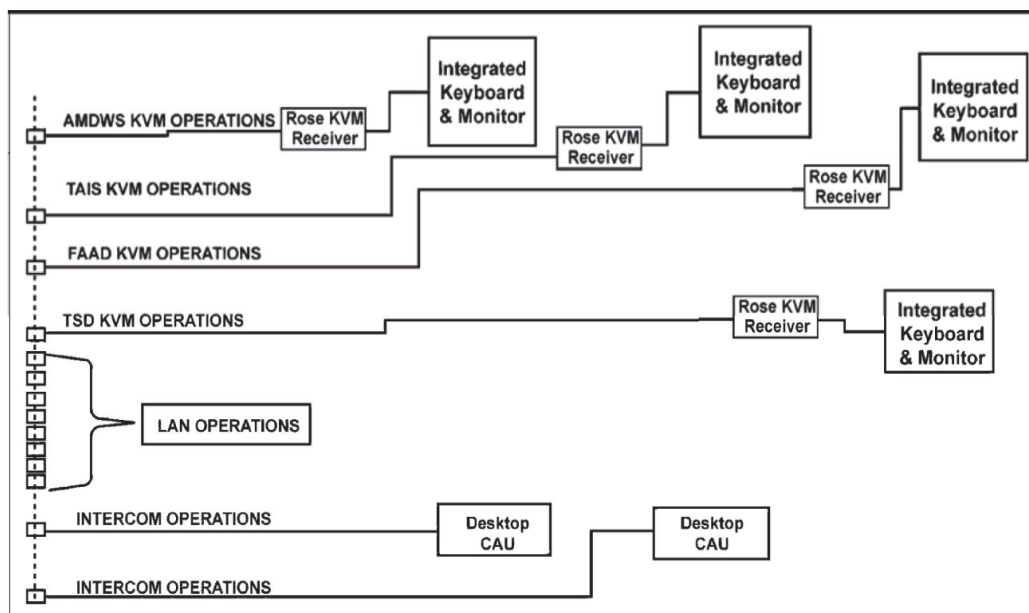 Integrated
Keyboard
& Monitor
Integrated
Keyboard
& Monitor
Integrated
Keyboard
& Monitor
AMDWS KVM OPERATIONS
Rose KVM
Receiver
Rose KVM
Receiver
Rose KVM
Receiver
TAIS KVM OPERATIONS
FAAD KVM OPERATIONS
TSD KVM OPERATIONS
Rose KVM
Receiver
Integrated
Keyboard
& Monitor
LAN OPERATIONS
INTERCOM OPERATIONS
Desktop
CAU
Desktop
CAU
INTERCOM OPERATIONS